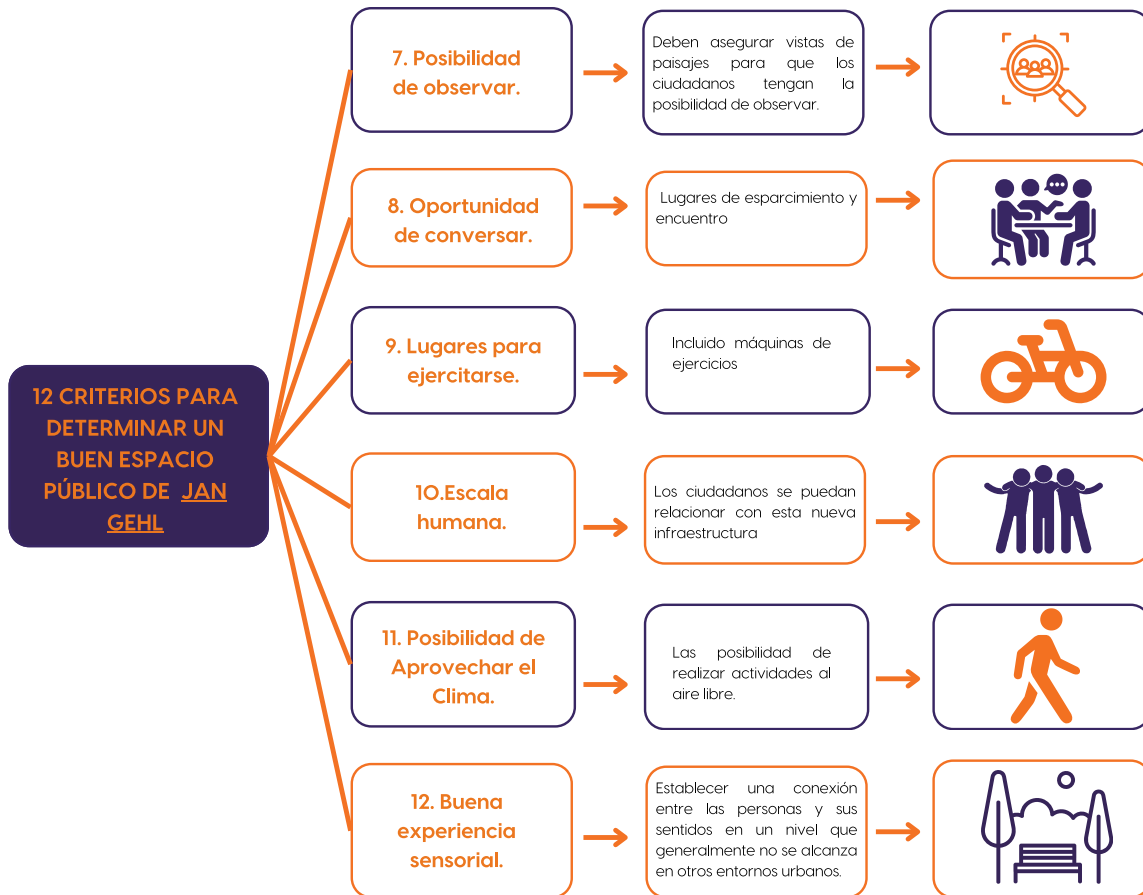 12 CRITERIOS PARA
DETERMINAR UN
BUEN ESPACIO
PÚBLICO DE JAN
GEHL
7. Posibilidad
de observar.
Deben asegurar vistas de
paisajes para que los
ciudadanos tengan la
posibilidad de observar.
8. Oportunidad
de conversar.
Lugares de esparcimiento y
encuentro
9. Lugares para
ejercitarse.
Incluido máquinas de
ejercicios
10.Escala
humana.
Los ciudadanos se puedan
relacionar con esta nueva
infraestructura
11. Posibilidad de
Aprovechar el
Clima.
Las posibilidad de
realizar actividades al
aire libre.
12. Buena
experiencia
sensorial.
Establecer una conexión
entre las personas y sus
sentidos en un nivel que
generalmente no se alcanza
en otros entornos urbanos.